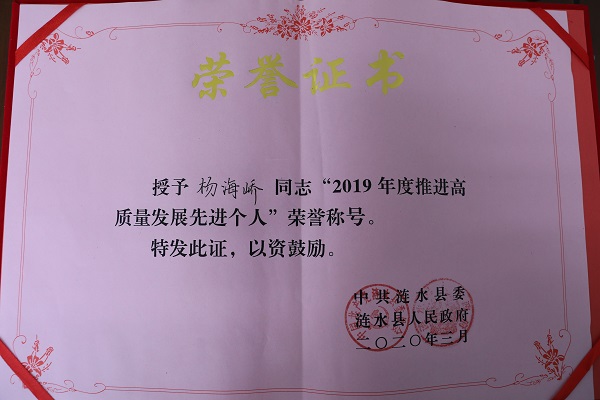 荣誉证书
授予 杨海峤 同志“2019 年度推进高
质量发展先进个人”荣誉称号。
特发此证，以资鼓励。
中共涟水县委
涟水县人民政府
二〇二〇年三月